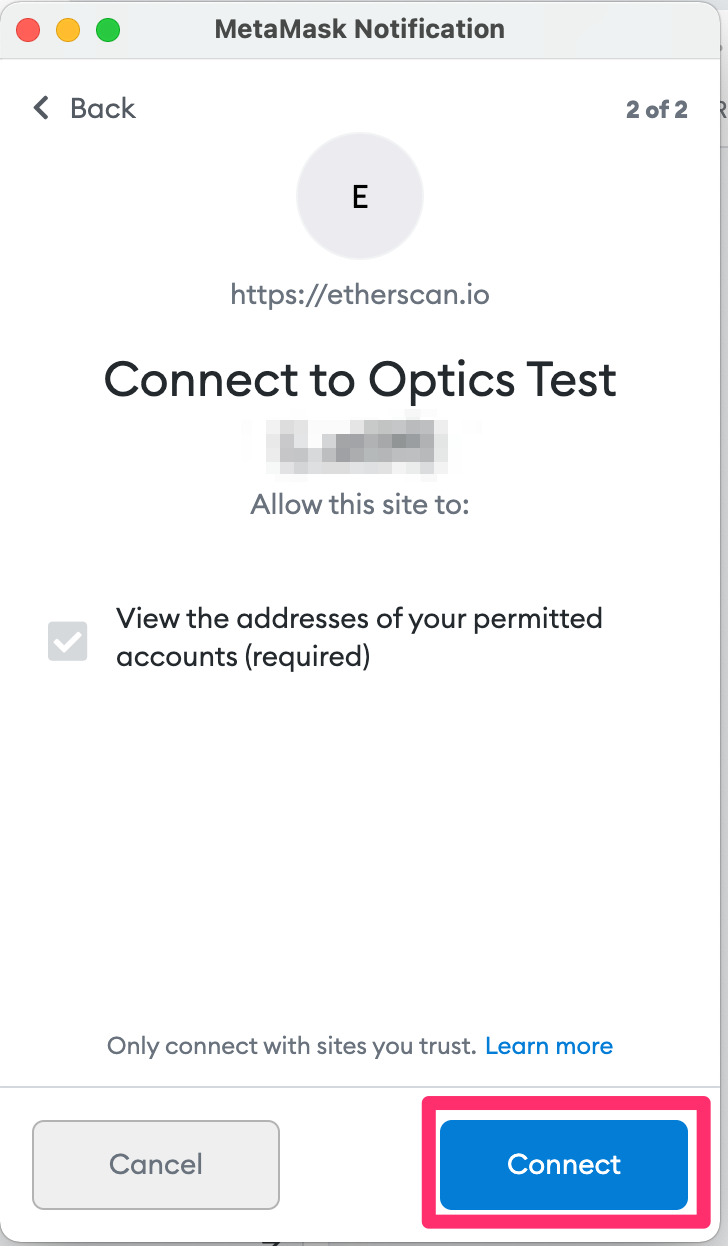 MetaMask Notification
Back
2 of 2
E
https://etherscan.io
Connect to Optics Test
Allow this site to:
View the addresses of your permitted
accounts (required)
Only connect with sites you trust. Learn more
Cancel
Connect